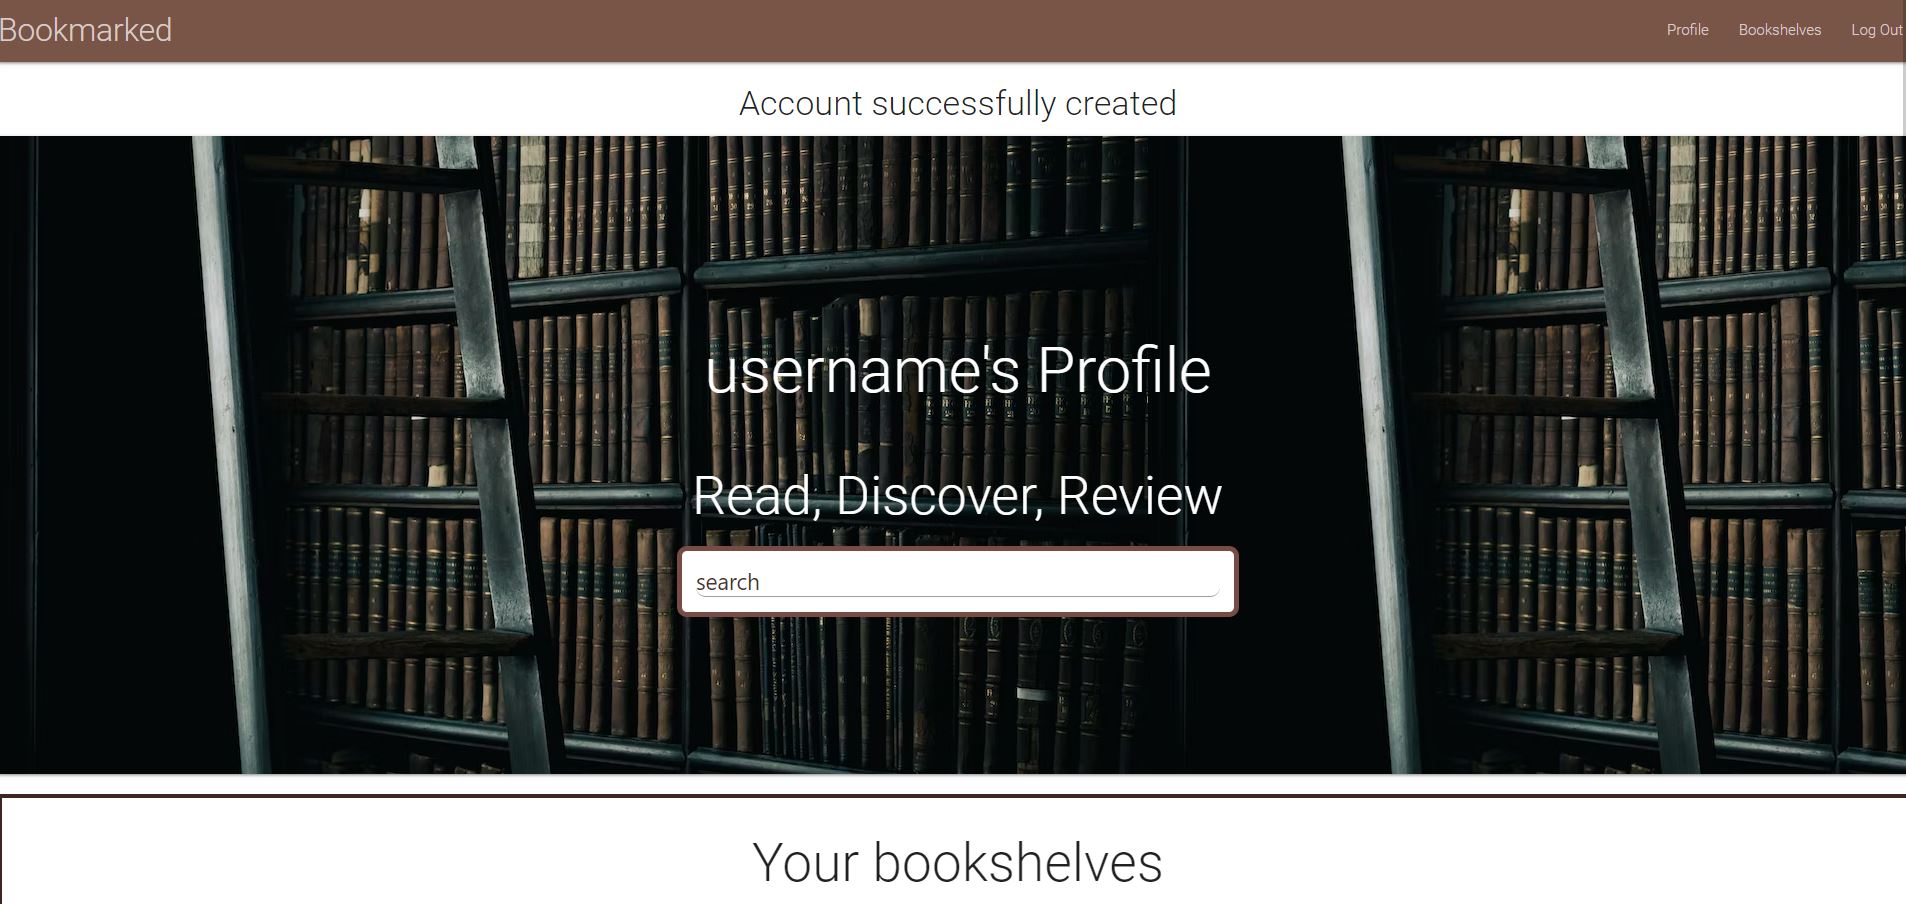 Bookmarked
Profile
Bookshelves
Log Out
Account successfully created
username's Profile
Read, Discover, Review
search
Your bookshelves